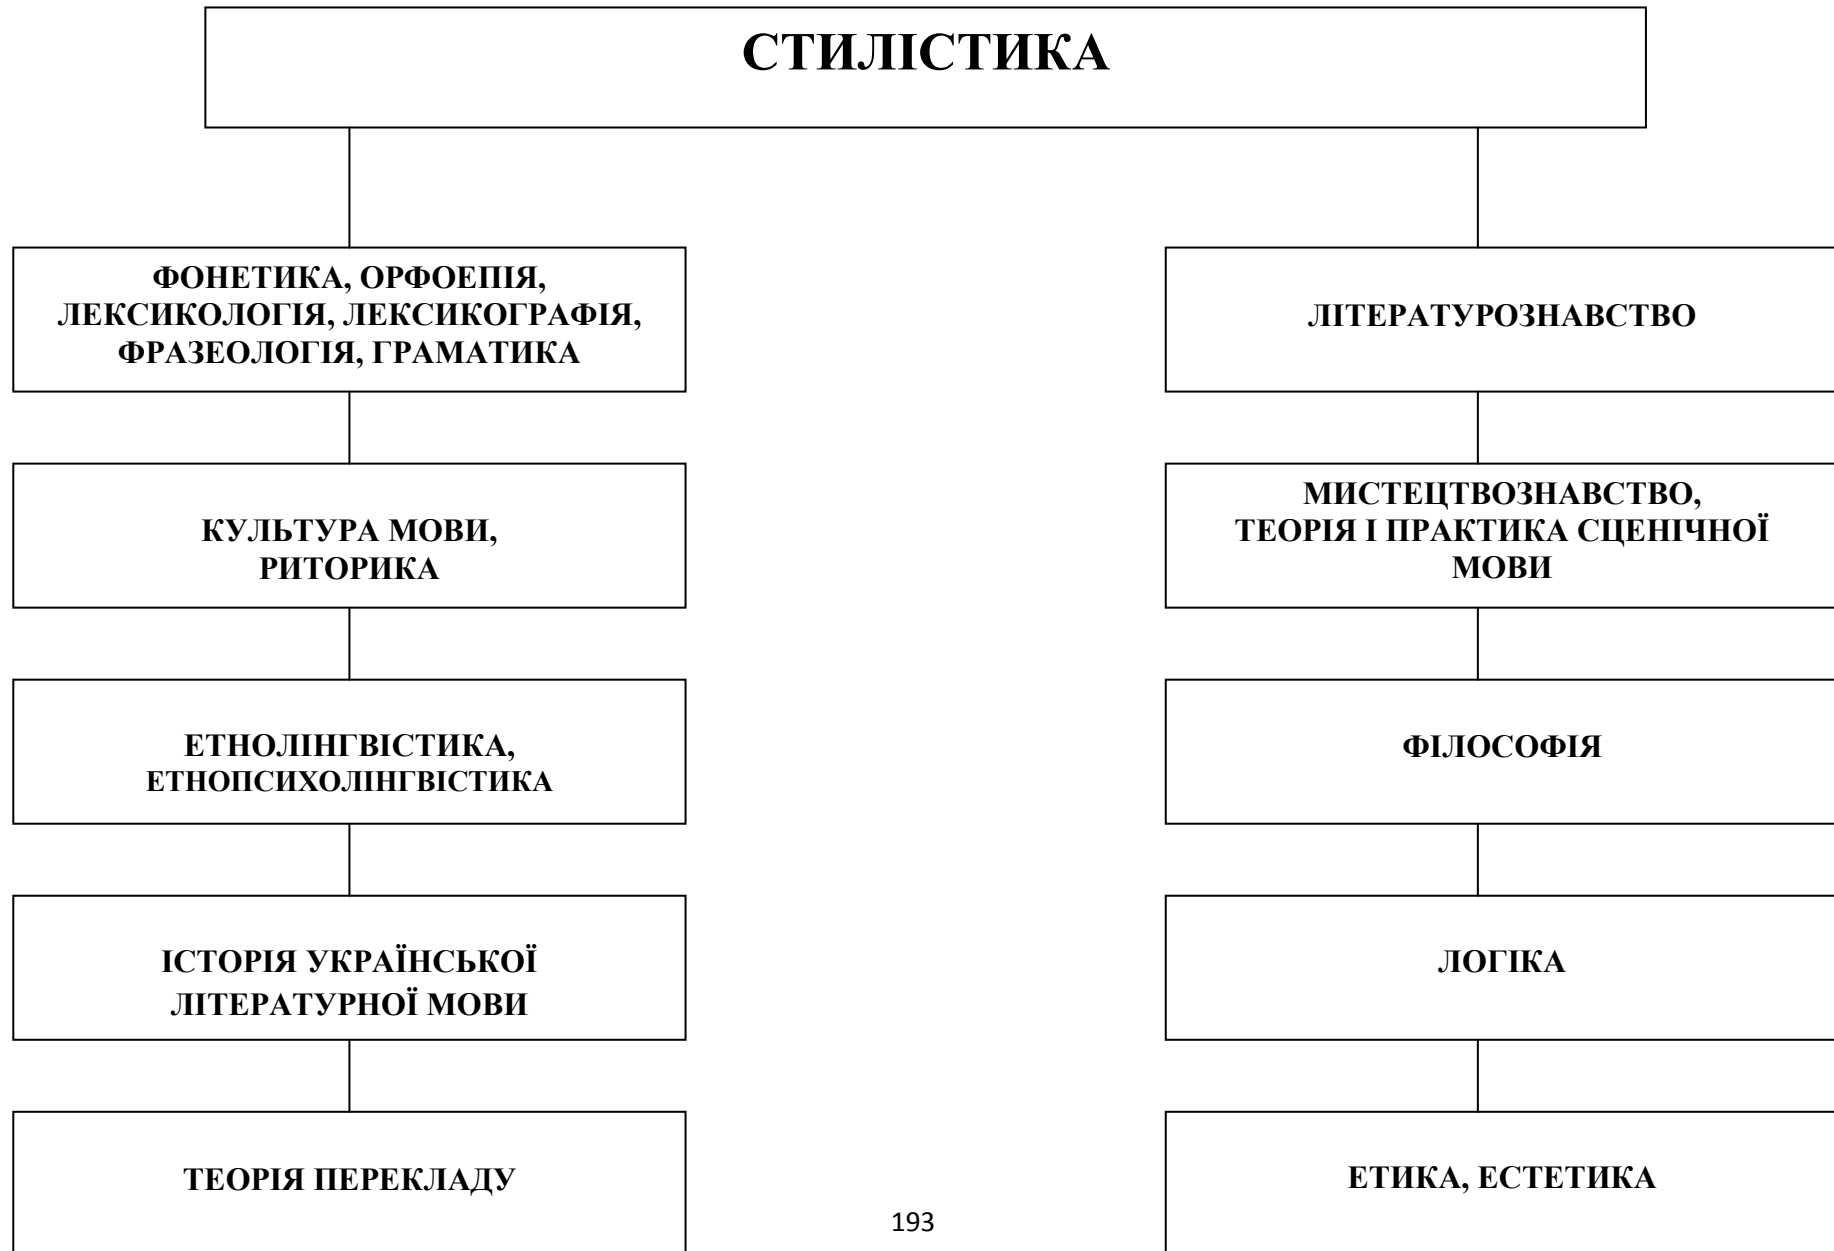 СТИЛІСТИКА
ФОНЕТИКА, ОРФОЕПІЯ,
ЛЕКСИКОЛОГІЯ, ЛЕКСИКОГРАФІЯ,
ФРАЗЕОЛОГІЯ, ГРАМАТИКА
КУЛЬТУРА МОВИ,
РИТОРИКА
ЕТНОЛІНГВІСТИКА,
ЕТНОПСИХОЛІНГВІСТИКА
ІСТОРІЯ УКРАЇНСЬКОЇ
ЛІТЕРАТУРНОЇ МОВИ
ТЕОРІЯ ПЕРЕКЛАДУ
ЛІТЕРАТУРОЗНАВСТВО
МИСТЕЦТВОЗНАВСТВО,
ТЕОРІЯ І ПРАКТИКА СЦЕНІЧНОЇ
МОВИ
ФІЛОСОФІЯ
ЛОГІКА
ЕТИКА, ЕСТЕТИКА
193